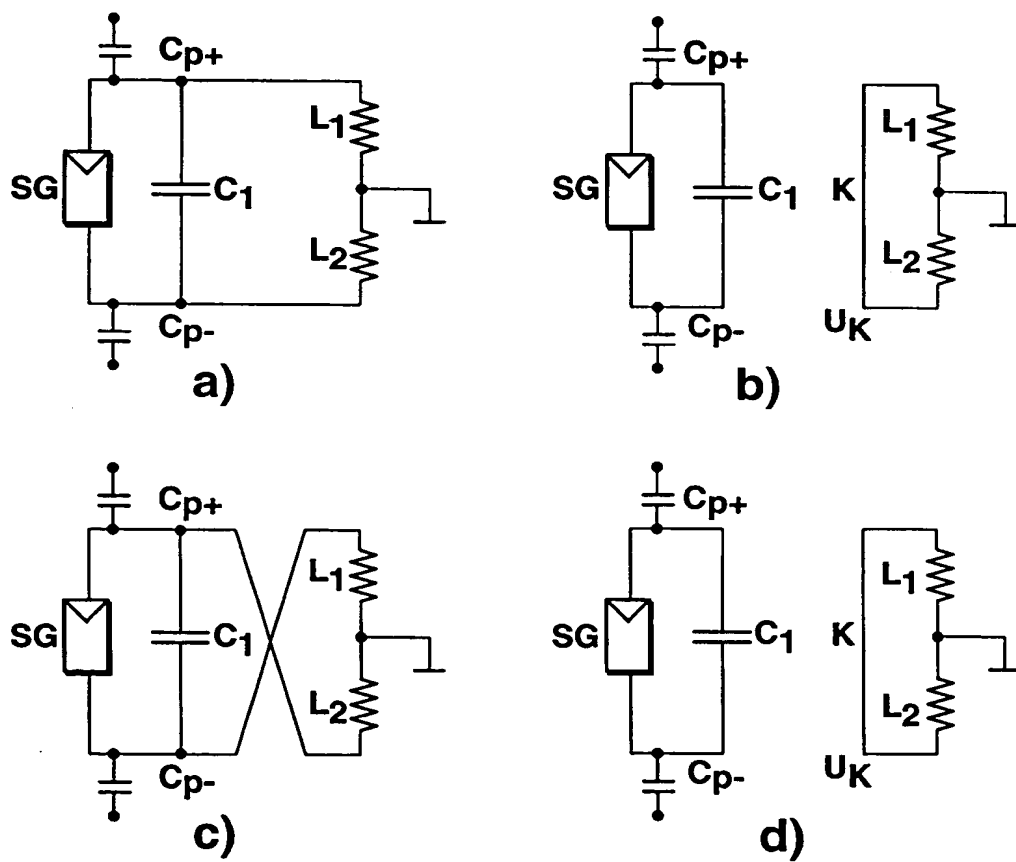 Cp+
L1
SG
C1
L2
Cp-
a)
Cp+
L1
SG
C1
K
L2
Cp-
UK
b)
Cp+
L1
SG
C1
L2
Cp-
c)
Cp+
L1
SG
C1
K
L2
Cp-
UK
d)